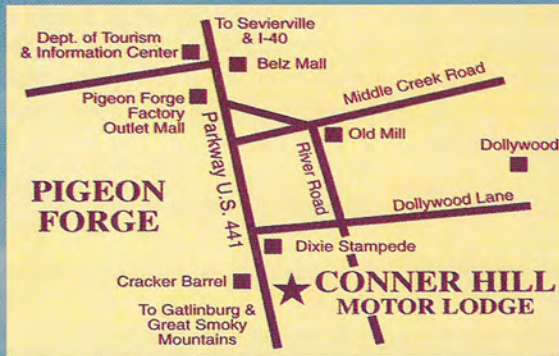 To Sevierville
& I-40
Dept. of Tourism
& Information Center
Belz Mall
Pigeon Forge
Factory
Outlet Mall
Middle Creek Road
Parkway U.S. 441
Old Mill
River Road
Dollywood
PIGEON
FORGE
Dollywood Lane
Dixie Stampede
Cracker Barrel
CONNER HILL
MOTOR LODGE
To Gatlinburg &
Great Smoky
Mountains